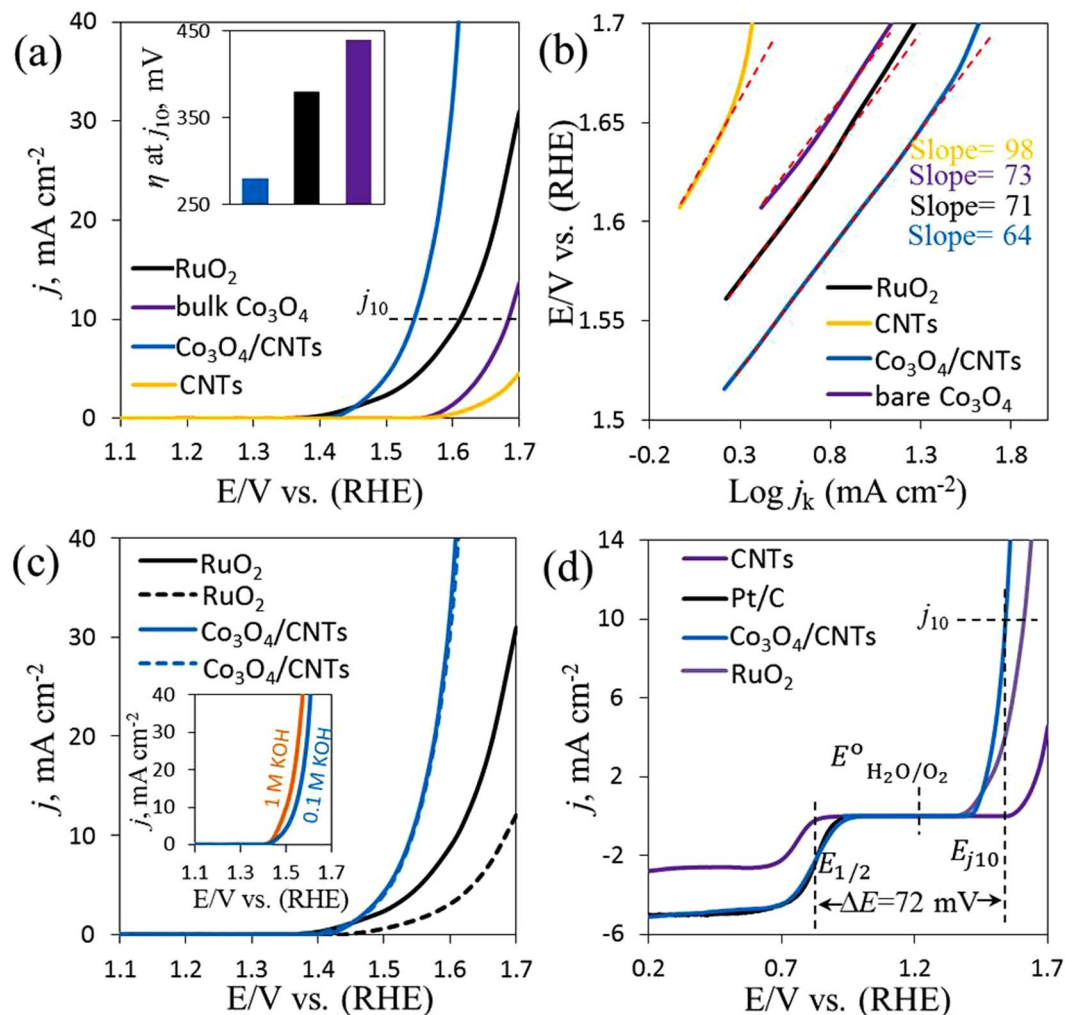 (a)
40
30
20
10
0
j, mA cm⁻²
450
350
250
η at j₁₀, mV
RuO₂
bulk Co₃O₄
Co₃O₄/CNTs
CNTs
j₁₀
1.1 1.2 1.3 1.4 1.5 1.6 1.7
E/V vs. (RHE)
(b)
1.7
1.65
1.6
1.55
1.5
E/V vs. (RHE)
Slope= 98
Slope= 73
Slope= 71
Slope= 64
RuO₂
CNTs
Co₃O₄/CNTs
bare Co₃O₄
-0.2 0.3 0.8 1.3 1.8
Log jₖ (mA cm⁻²)
(c)
40
30
20
10
0
j, mA cm⁻²
RuO₂
RuO₂
Co₃O₄/CNTs
Co₃O₄/CNTs
40
30
20
10
0
j, mA cm⁻²
1 M KOH
0.1 M KOH
1.1 1.3 1.5 1.7
E/V vs. (RHE)
1.1 1.2 1.3 1.4 1.5 1.6 1.7
E/V vs. (RHE)
(d)
14
10
6
2
-2
-6
j, mA cm⁻²
CNTs
Pt/C
Co₃O₄/CNTs
RuO₂
j₁₀
E° H₂O/O₂
E₁/₂
Eⱼ₁₀
ΔE=72 mV
0.2 0.7 1.2 1.7
E/V vs. (RHE)